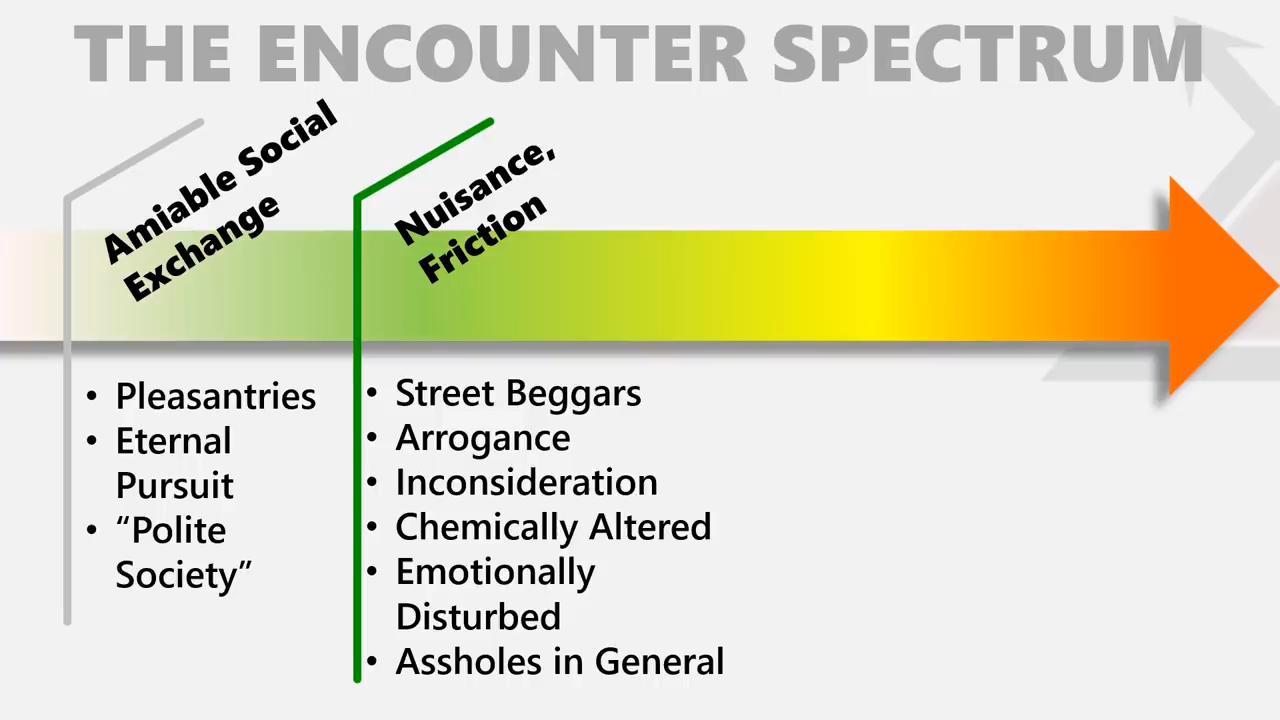 THE ENCOUNTER SPECTRUM
Amiable Social
Exchange
• Pleasantries
• Eternal
Pursuit
• “Polite
Society”
Nuisance,
Friction
• Street Beggars
• Arrogance
• Inconsideration
• Chemically Altered
• Emotionally
Disturbed
• Assholes in General